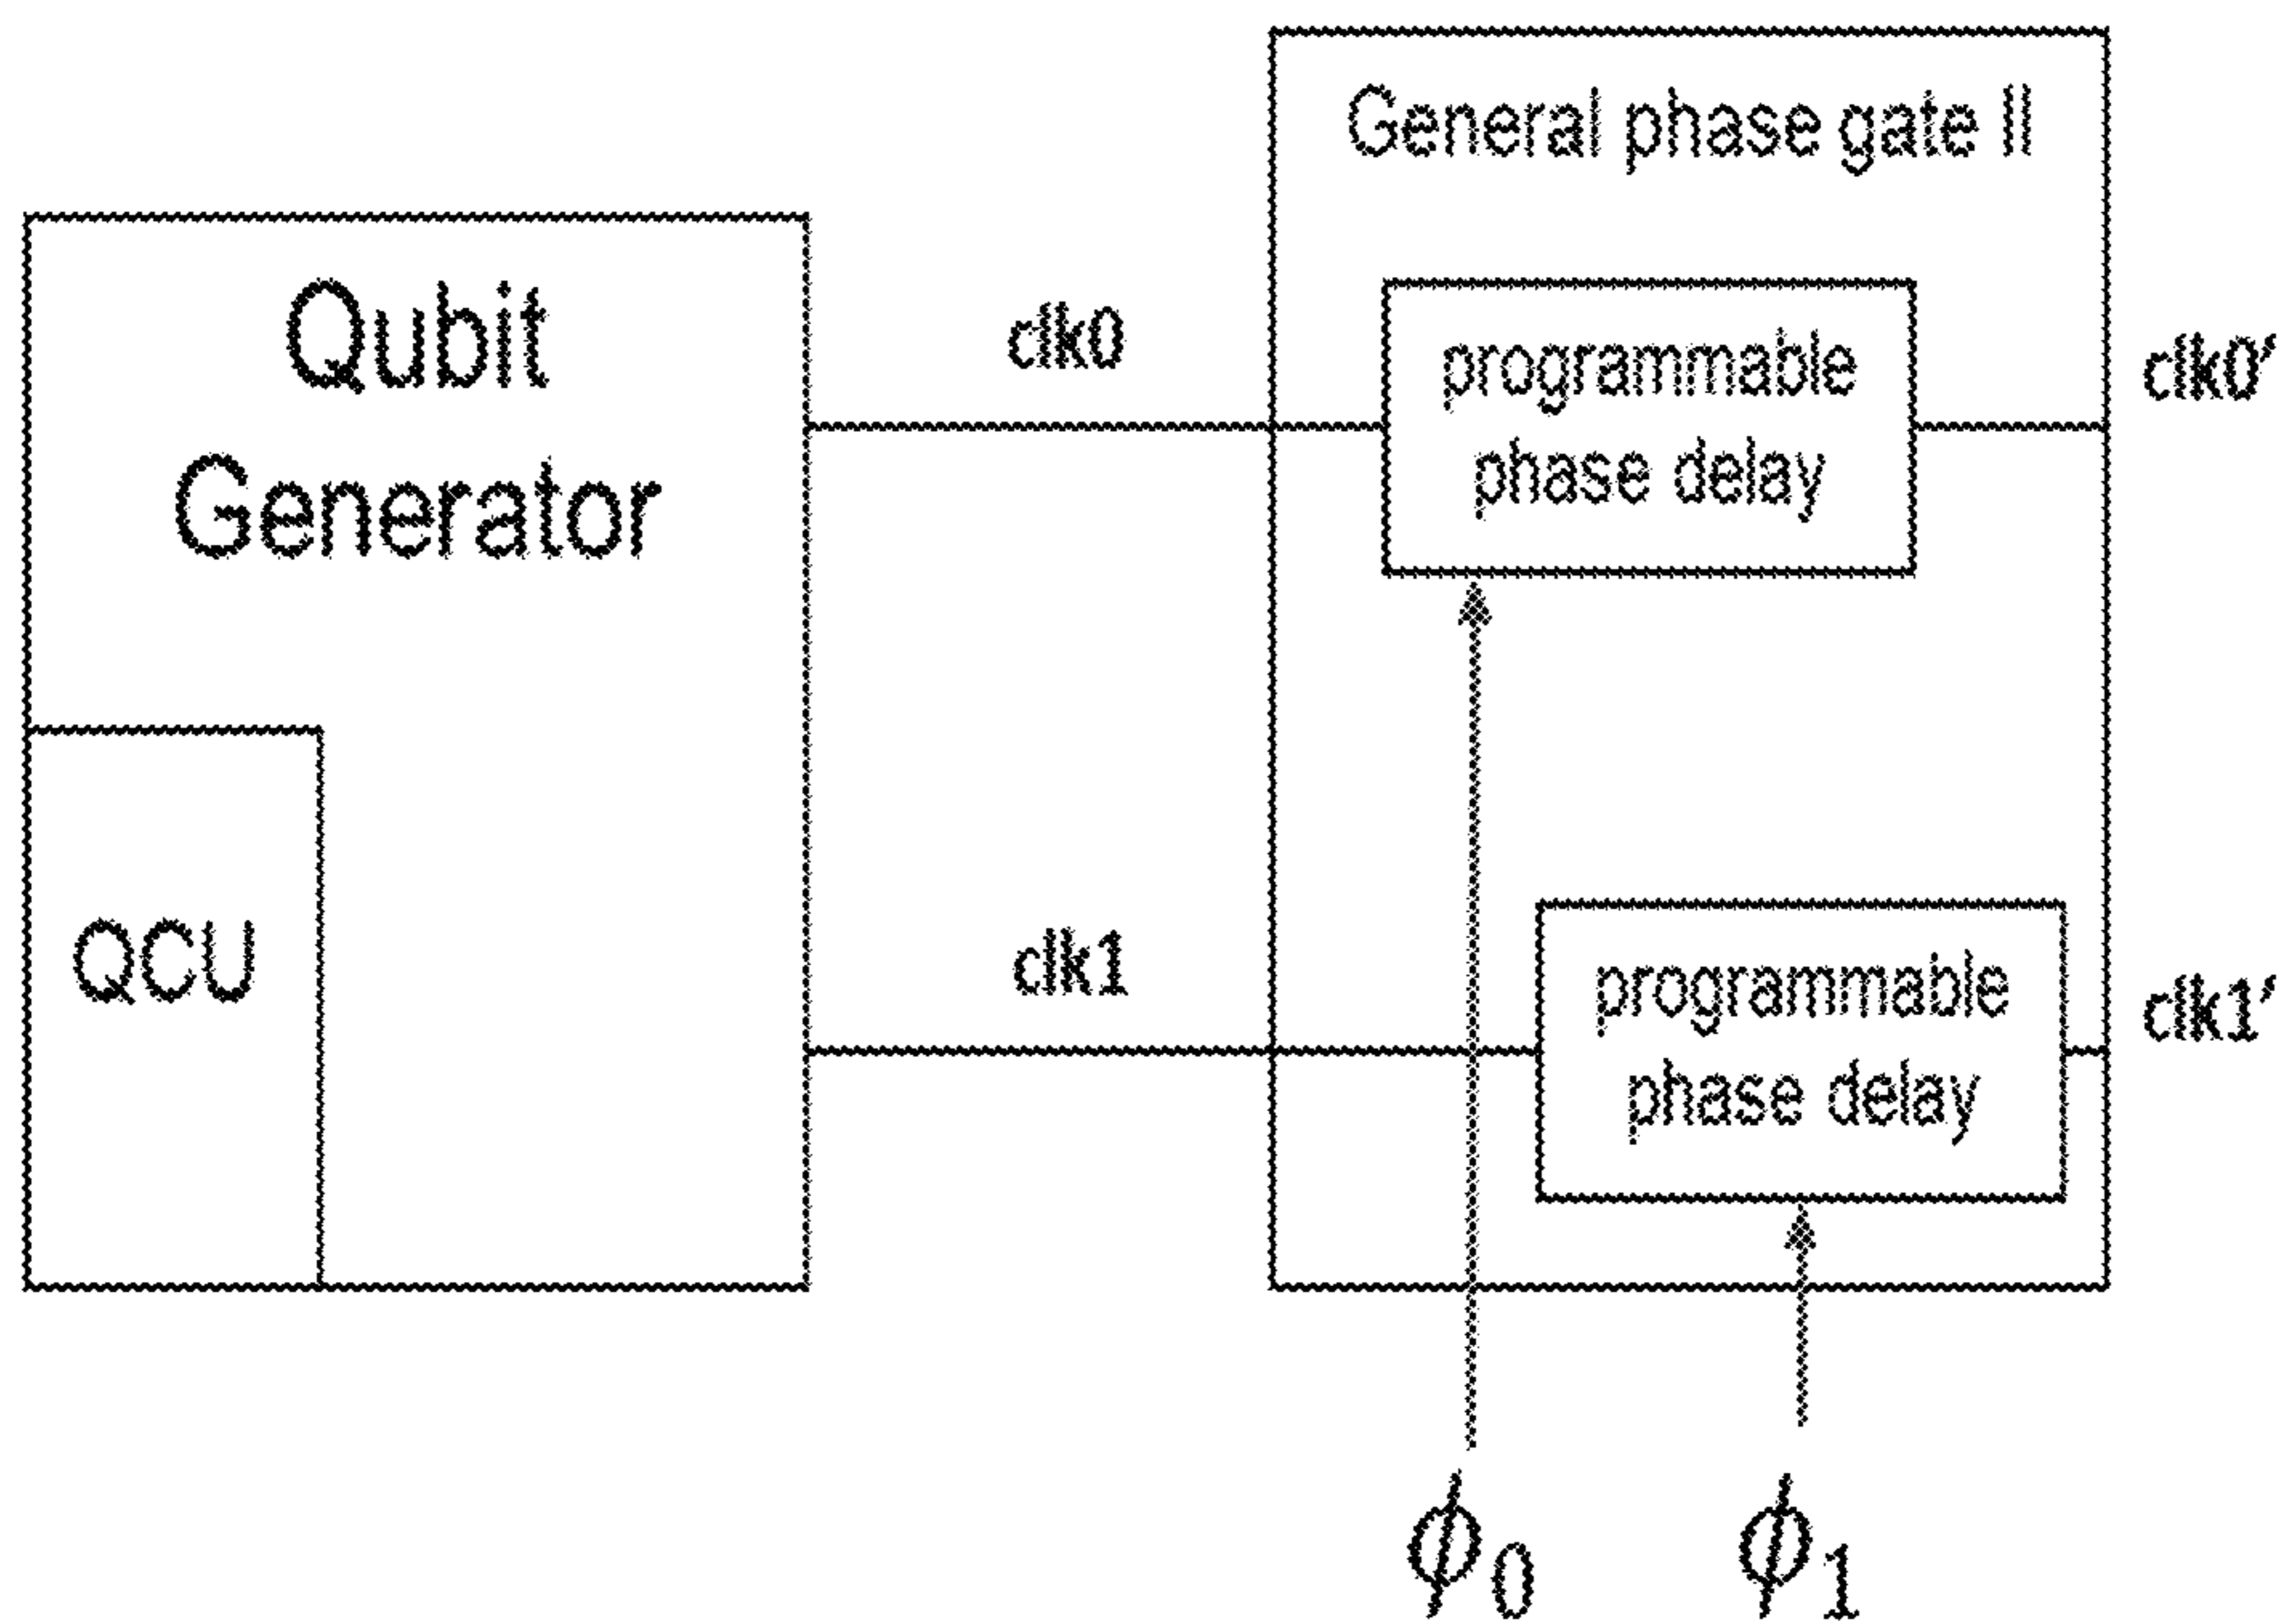 General phase gate II
Qubit
Generator
clk0
programmable
phase delay
clk0′
QCU
clk1
programmable
phase delay
clk1′
ϕ0
ϕ1